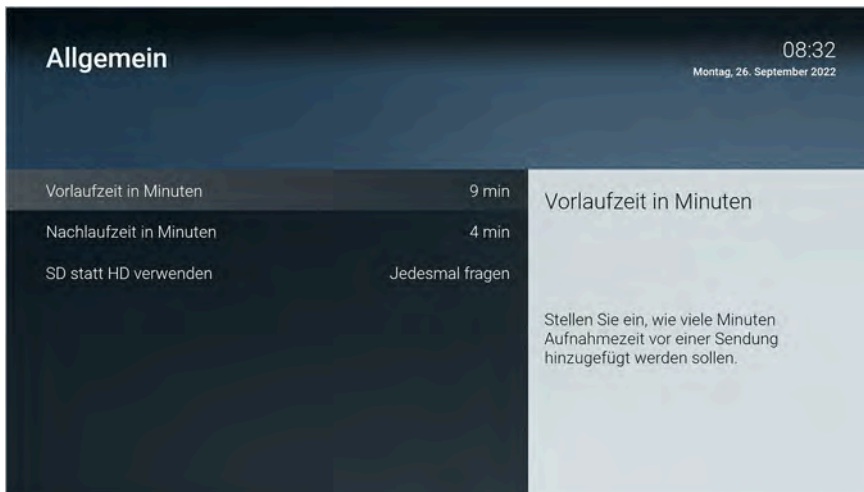 Allgemein
08:32
Montag, 26. September 2022
Vorlaufzeit in Minuten 9 min
Nachlaufzeit in Minuten 4 min
SD statt HD verwenden Jedesmal fragen
Vorlaufzeit in Minuten
Stellen Sie ein, wie viele Minuten
Aufnahmezeit vor einer Sendung
hinzugefügt werden sollen.